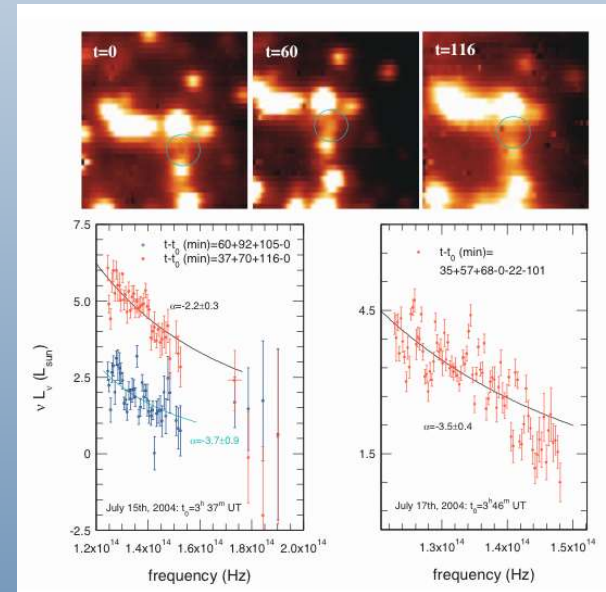 t=0 t=60 t=116
7.5
5.0
2.5
0
-2.5
ν Lν (Lsun)
t-t0 (min)=60+92+105-0
t-t0 (min)=37+70+116-0
α=-2.2±0.3
α=-3.7±0.9
July 15th, 2004: t0=3h 37m UT
1.2x10^14 1.4x10^14 1.6x10^14 1.8x10^14 2.0x10^14
frequency (Hz)
4.5
1.5
t-t0 (min)=
35+57+68-0-22-101
α=-3.5±0.4
July 17th, 2004: t0=3h46m UT
1.3x10^14 1.4x10^14 1.5x10^14
frequency (Hz)